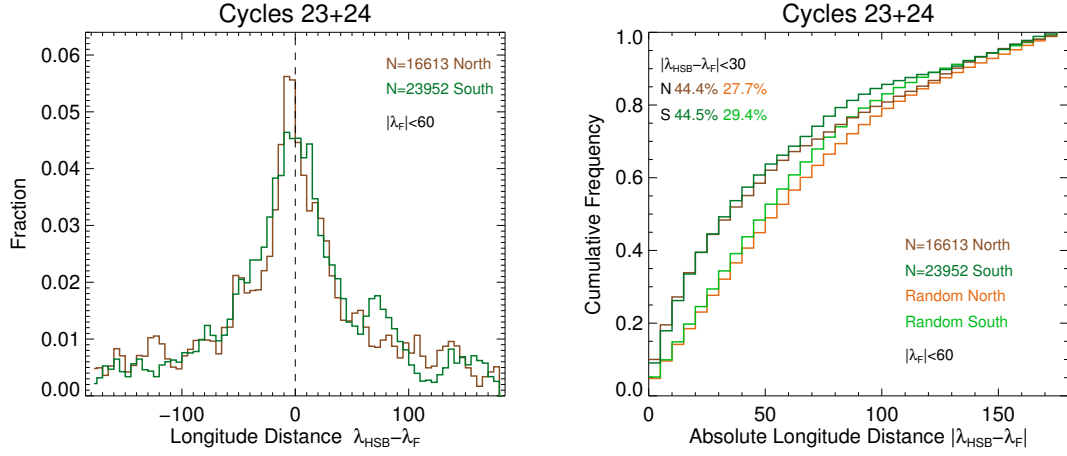 Cycles 23+24
0.06
0.05
0.04
0.03
0.02
0.01
0.00
Fraction
N=16613 North
N=23952 South
|λF|<60
−100
0
100
Longitude Distance λHSB−λF
Cycles 23+24
1.0
0.8
0.6
0.4
0.2
0.0
Cumulative Frequency
|λHSB−λF|<30
N 44.4% 27.7%
S 44.5% 29.4%
N=16613 North
N=23952 South
Random North
Random South
|λF|<60
0
50
100
150
Absolute Longitude Distance |λHSB−λF|